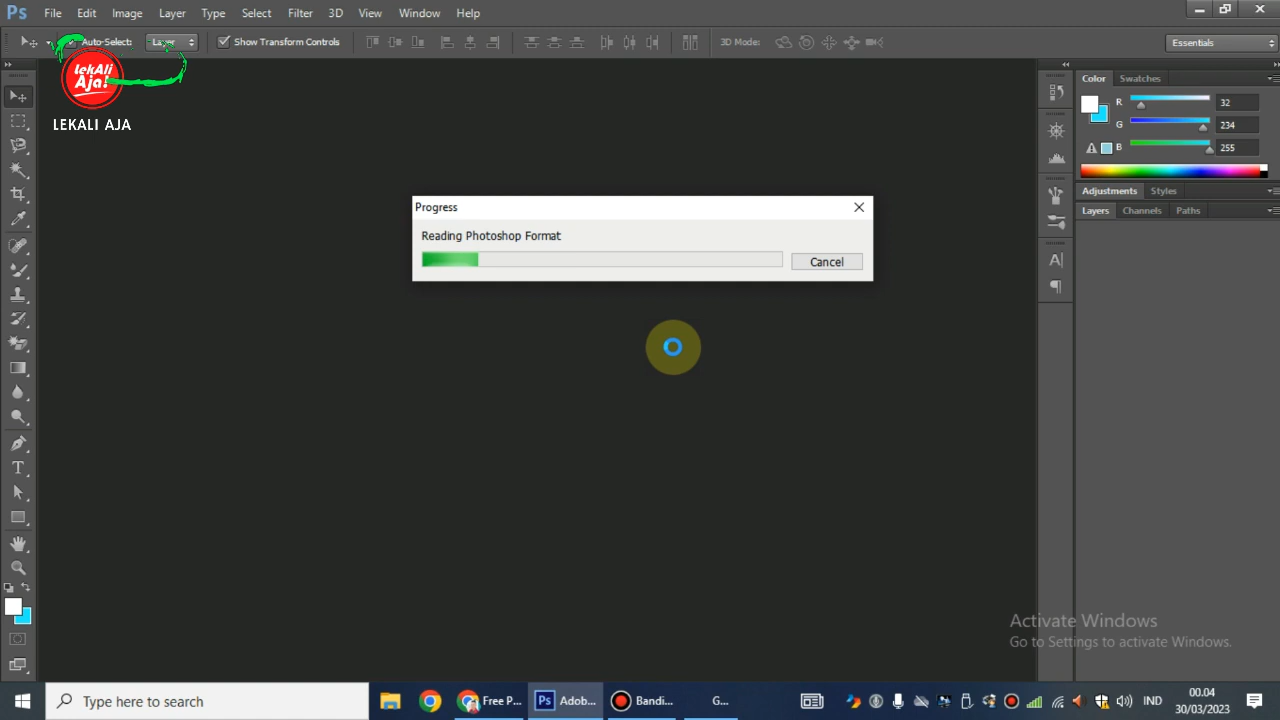 Ps File Edit Image Layer Type Select Filter 3D View Window Help
Auto-Select: Layer Show Transform Controls 3D Mode: Essentials
lekAli
Aja!
LEKALI AJA
Color Swatches
R 32
G 234
B 255
Adjustments Styles
Layers Channels Paths
Progress
Reading Photoshop Format
Cancel
A
T
Activate Windows
Go to Settings to activate Windows.
Type here to search
Free P...
Ps Adob...
Bandi...
G...
IND
00.04
30/03/2023